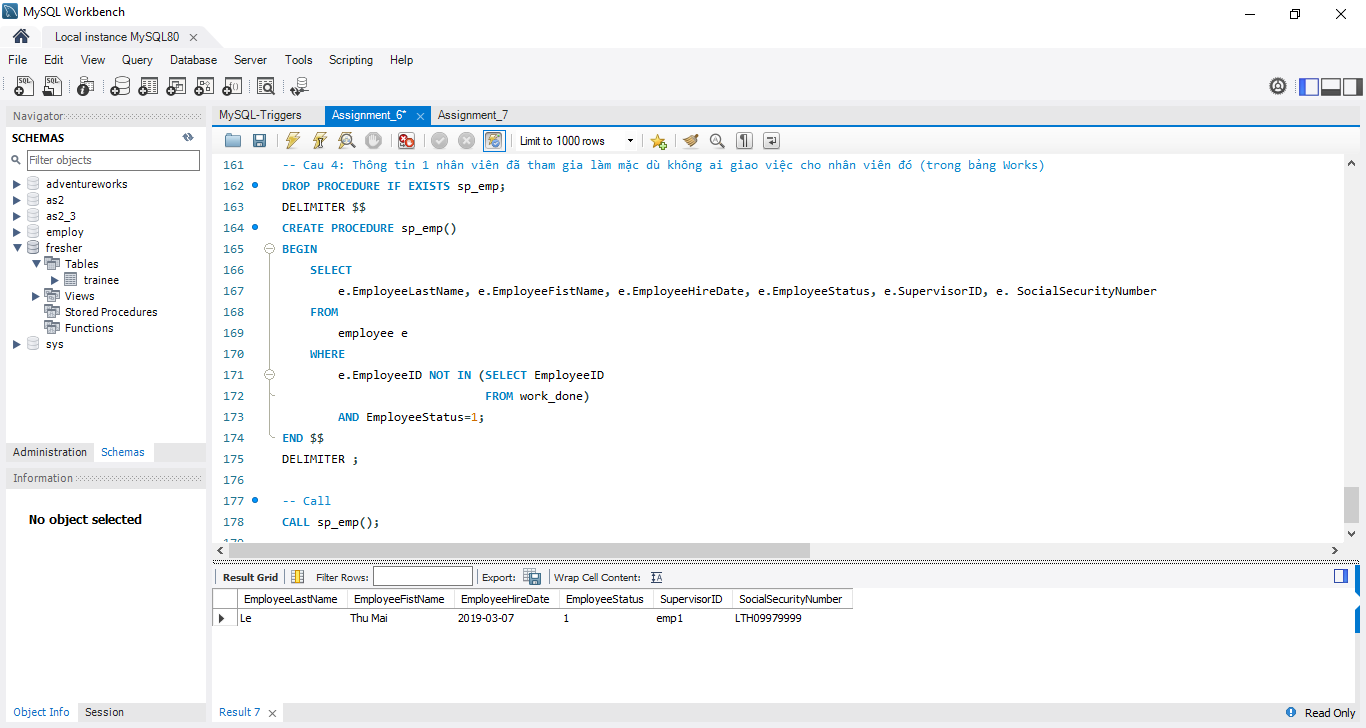 MySQL Workbench
Local instance MySQL80
File Edit View Query Database Server Tools Scripting Help
Navigator
SCHEMAS
Filter objects
adventureworks
as2
as2_3
employ
fresher
Tables
trainee
Views
Stored Procedures
Functions
sys
Administration Schemas
Information
No object selected
Object Info Session
MySQL-Triggers Assignment_6* Assignment_7
Limit to 1000 rows
161 -- Cau 4: Thông tin 1 nhân viên đã tham gia làm mặc dù không ai giao việc cho nhân viên đó (trong bảng Works)
162 DROP PROCEDURE IF EXISTS sp_emp;
163 DELIMITER $$
164 CREATE PROCEDURE sp_emp()
165 BEGIN
166 SELECT
167 e.EmployeeLastName, e.EmployeeFistName, e.EmployeeHireDate, e.EmployeeStatus, e.SupervisorID, e. SocialSecurityNumber
168 FROM
169 employee e
170 WHERE
171 e.EmployeeID NOT IN (SELECT EmployeeID
172 FROM work_done)
173 AND EmployeeStatus=1;
174 END $$
175 DELIMITER ;
176
177 -- Call
178 CALL sp_emp();
179
Result Grid Filter Rows: Export: Wrap Cell Content:
EmployeeLastName EmployeeFistName EmployeeHireDate EmployeeStatus SupervisorID SocialSecurityNumber
Le Thu Mai 2019-03-07 1 emp1 LTH09979999
Result 7
Read Only